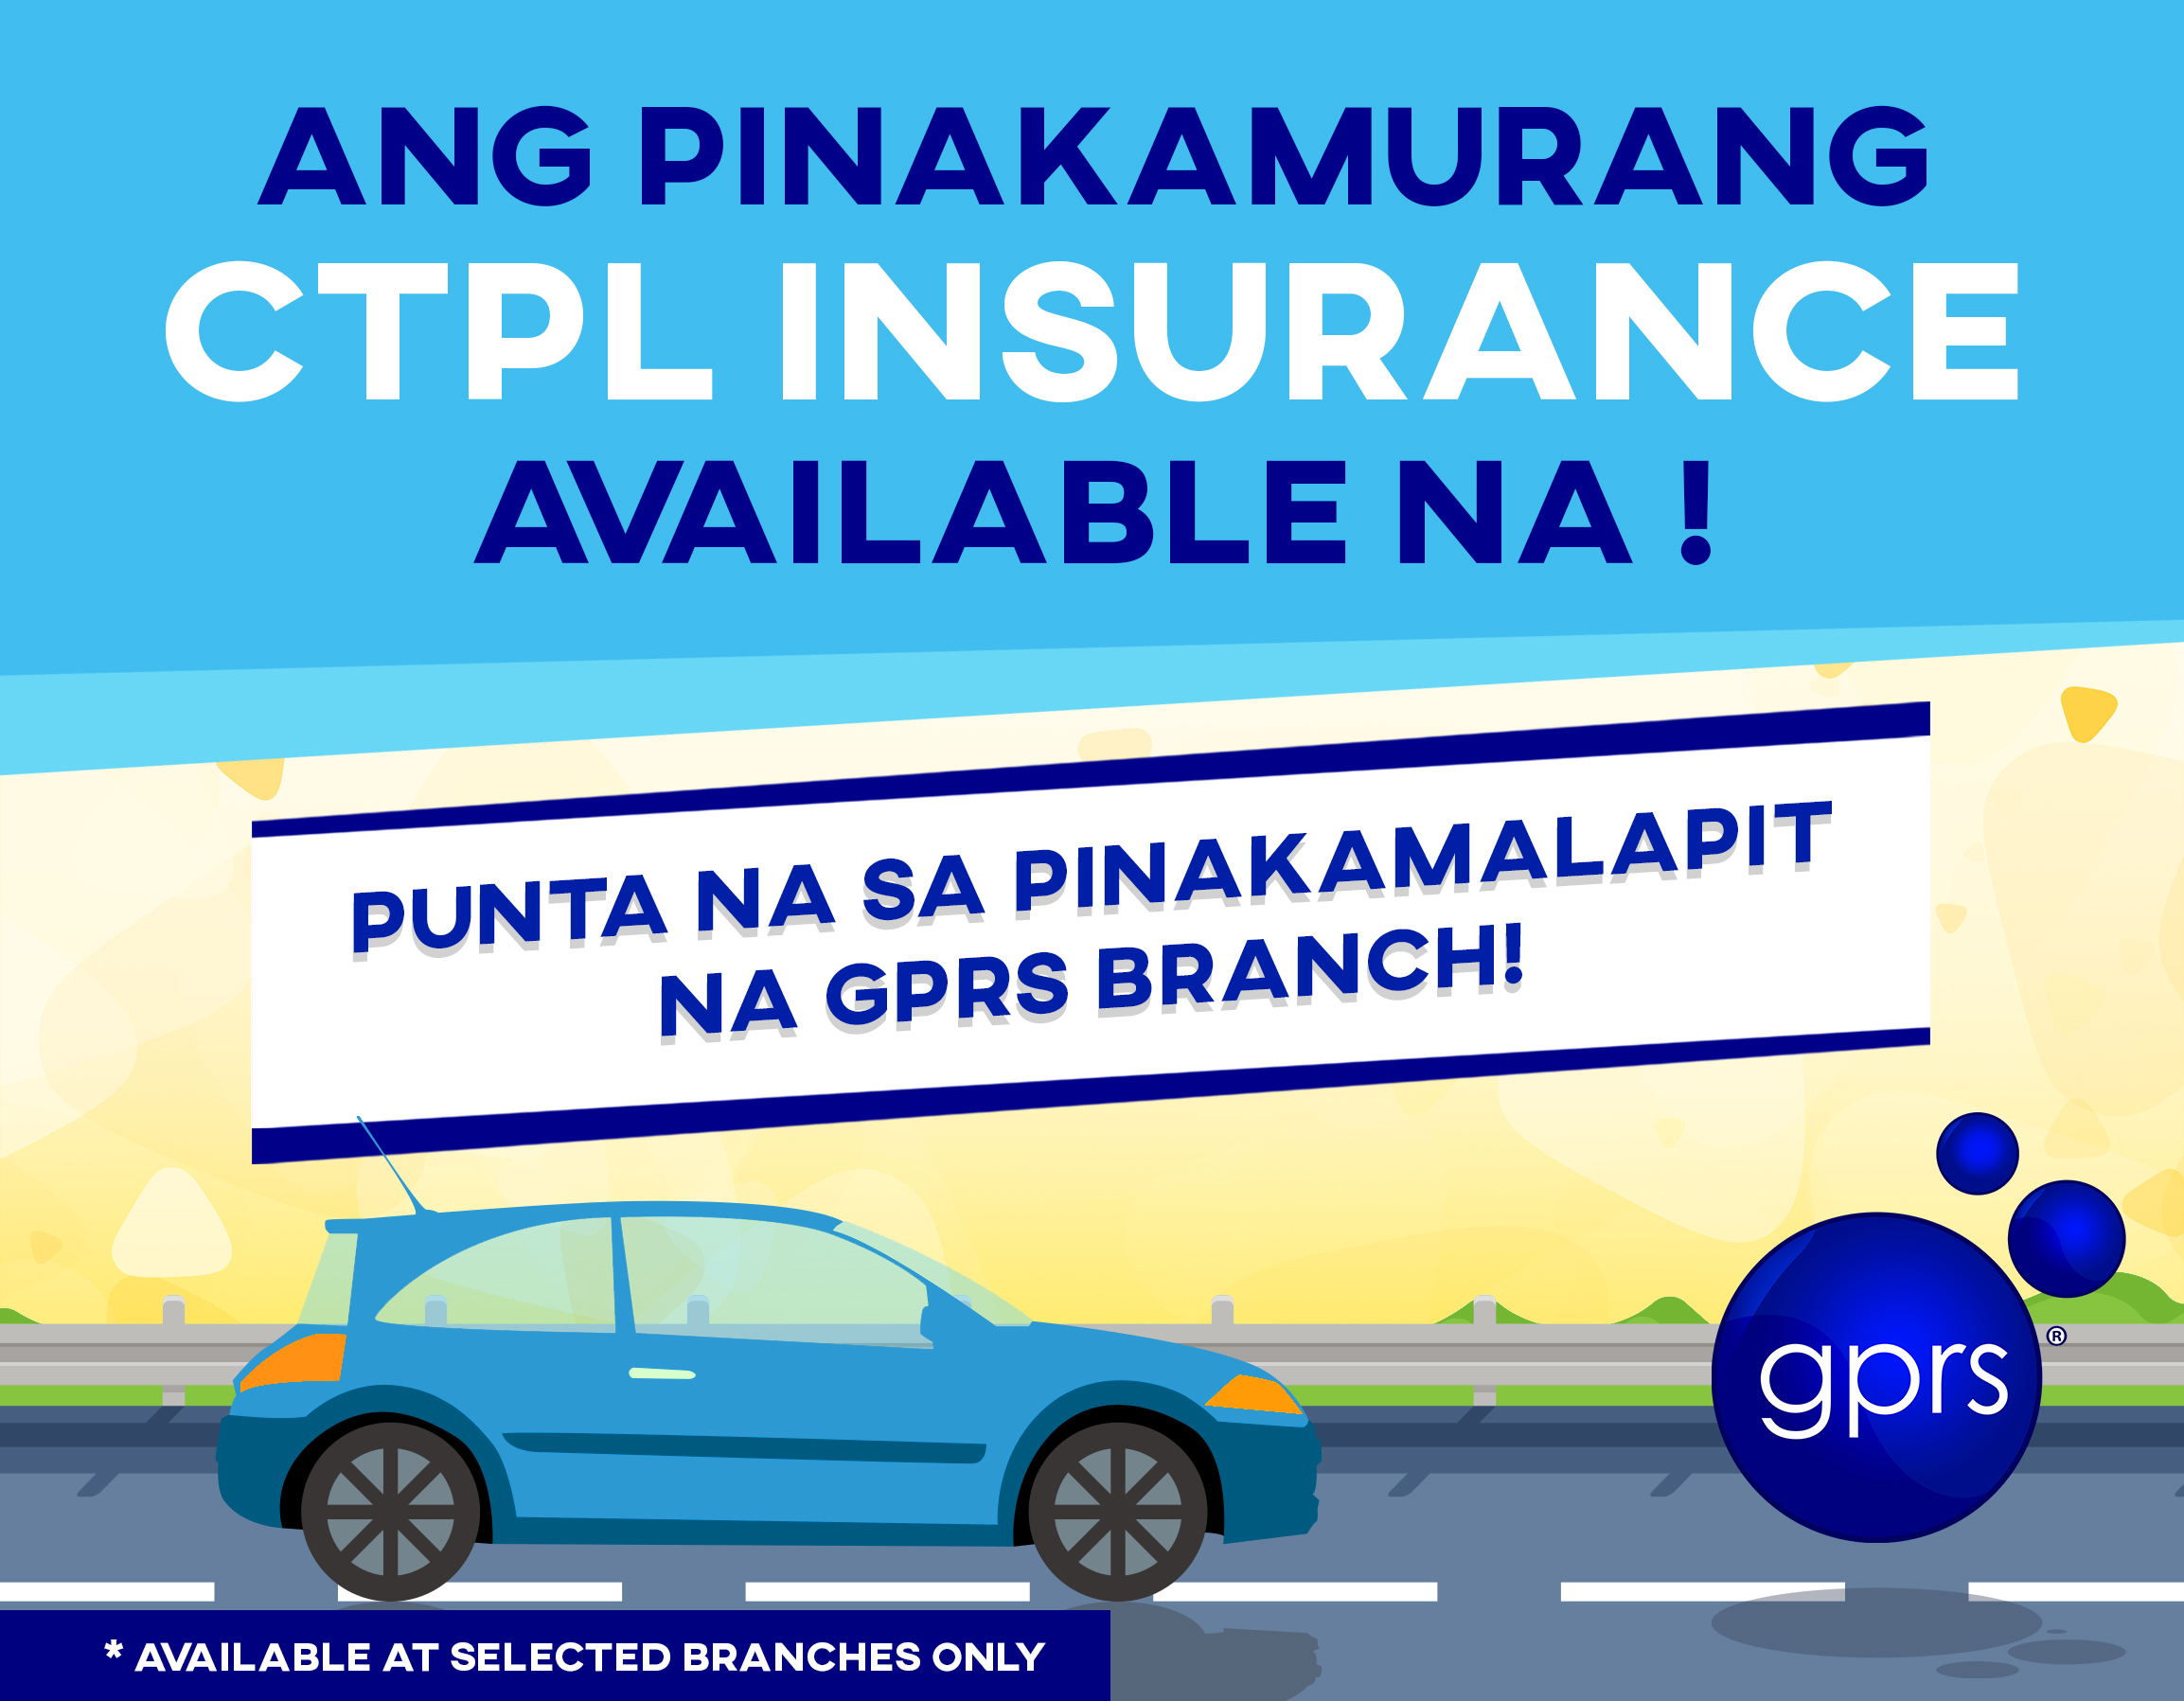 ANG PINAKAMURANG
CTPL INSURANCE
AVAILABLE NA !
PUNTA NA SA PINAKAMALAPIT
NA GPRS BRANCH!
gprs®
* AVAILABLE AT SELECTED BRANCHES ONLY